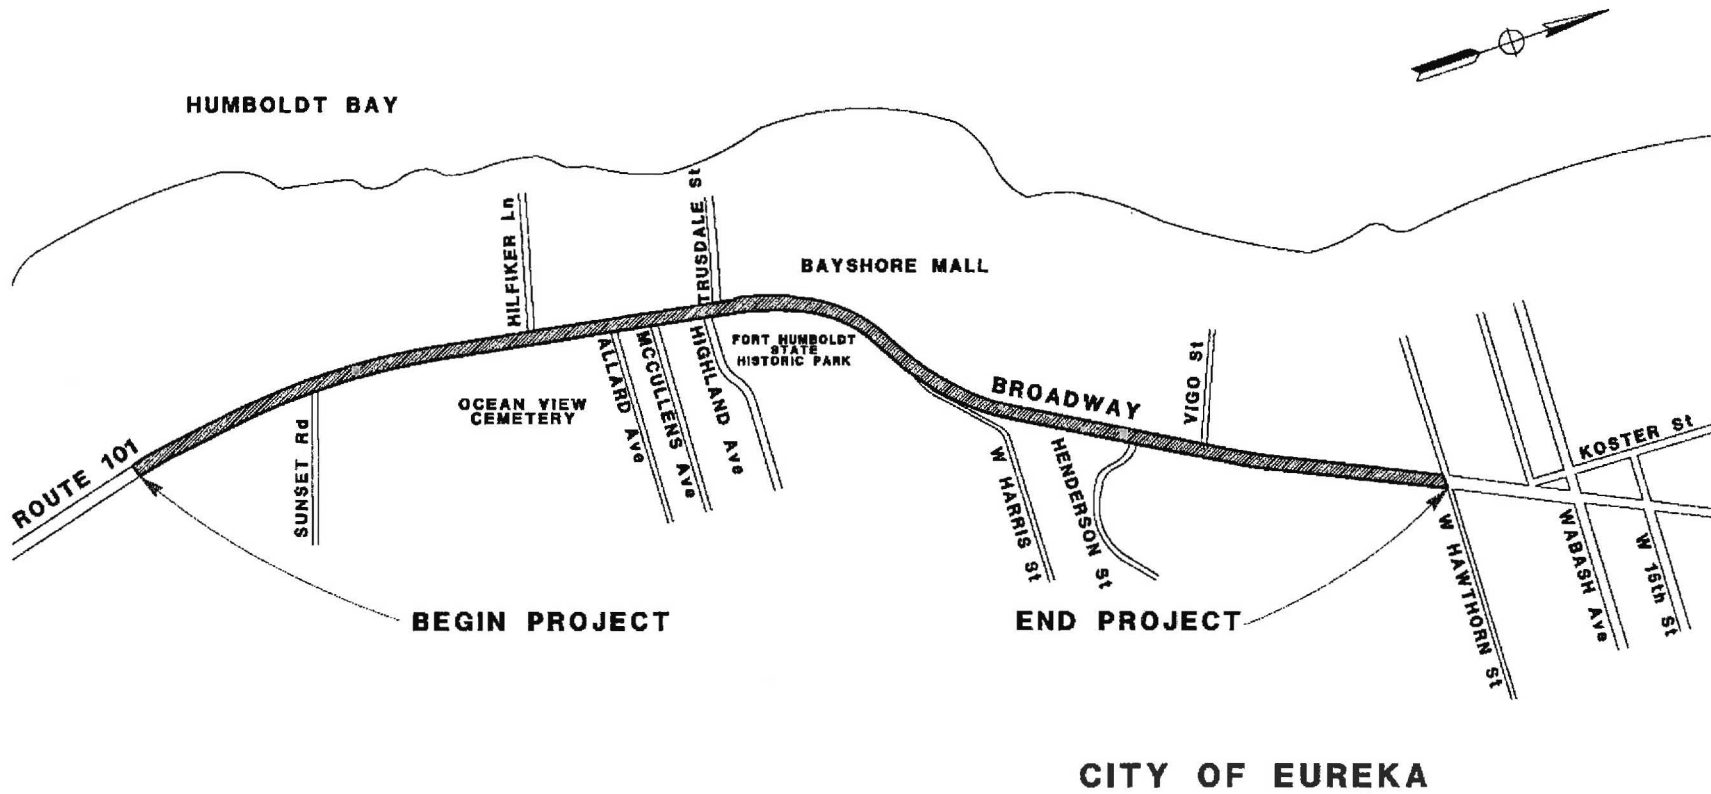 HUMBOLDT BAY
HILFIKER Ln
TRUSDALE St
BAYSHORE MALL
FORT HUMBOLDT
STATE
HISTORIC PARK
ROUTE 101
SUNSET Rd
OCEAN VIEW
CEMETERY
ALLARD Ave
MCCULLENS Ave
HIGHLAND Ave
BROADWAY
VIGO St
W HARRIS St
HENDERSON St
KOSTER St
W HAWTHORN St
WABASH Ave
W 15th St
BEGIN PROJECT
END PROJECT
CITY OF EUREKA